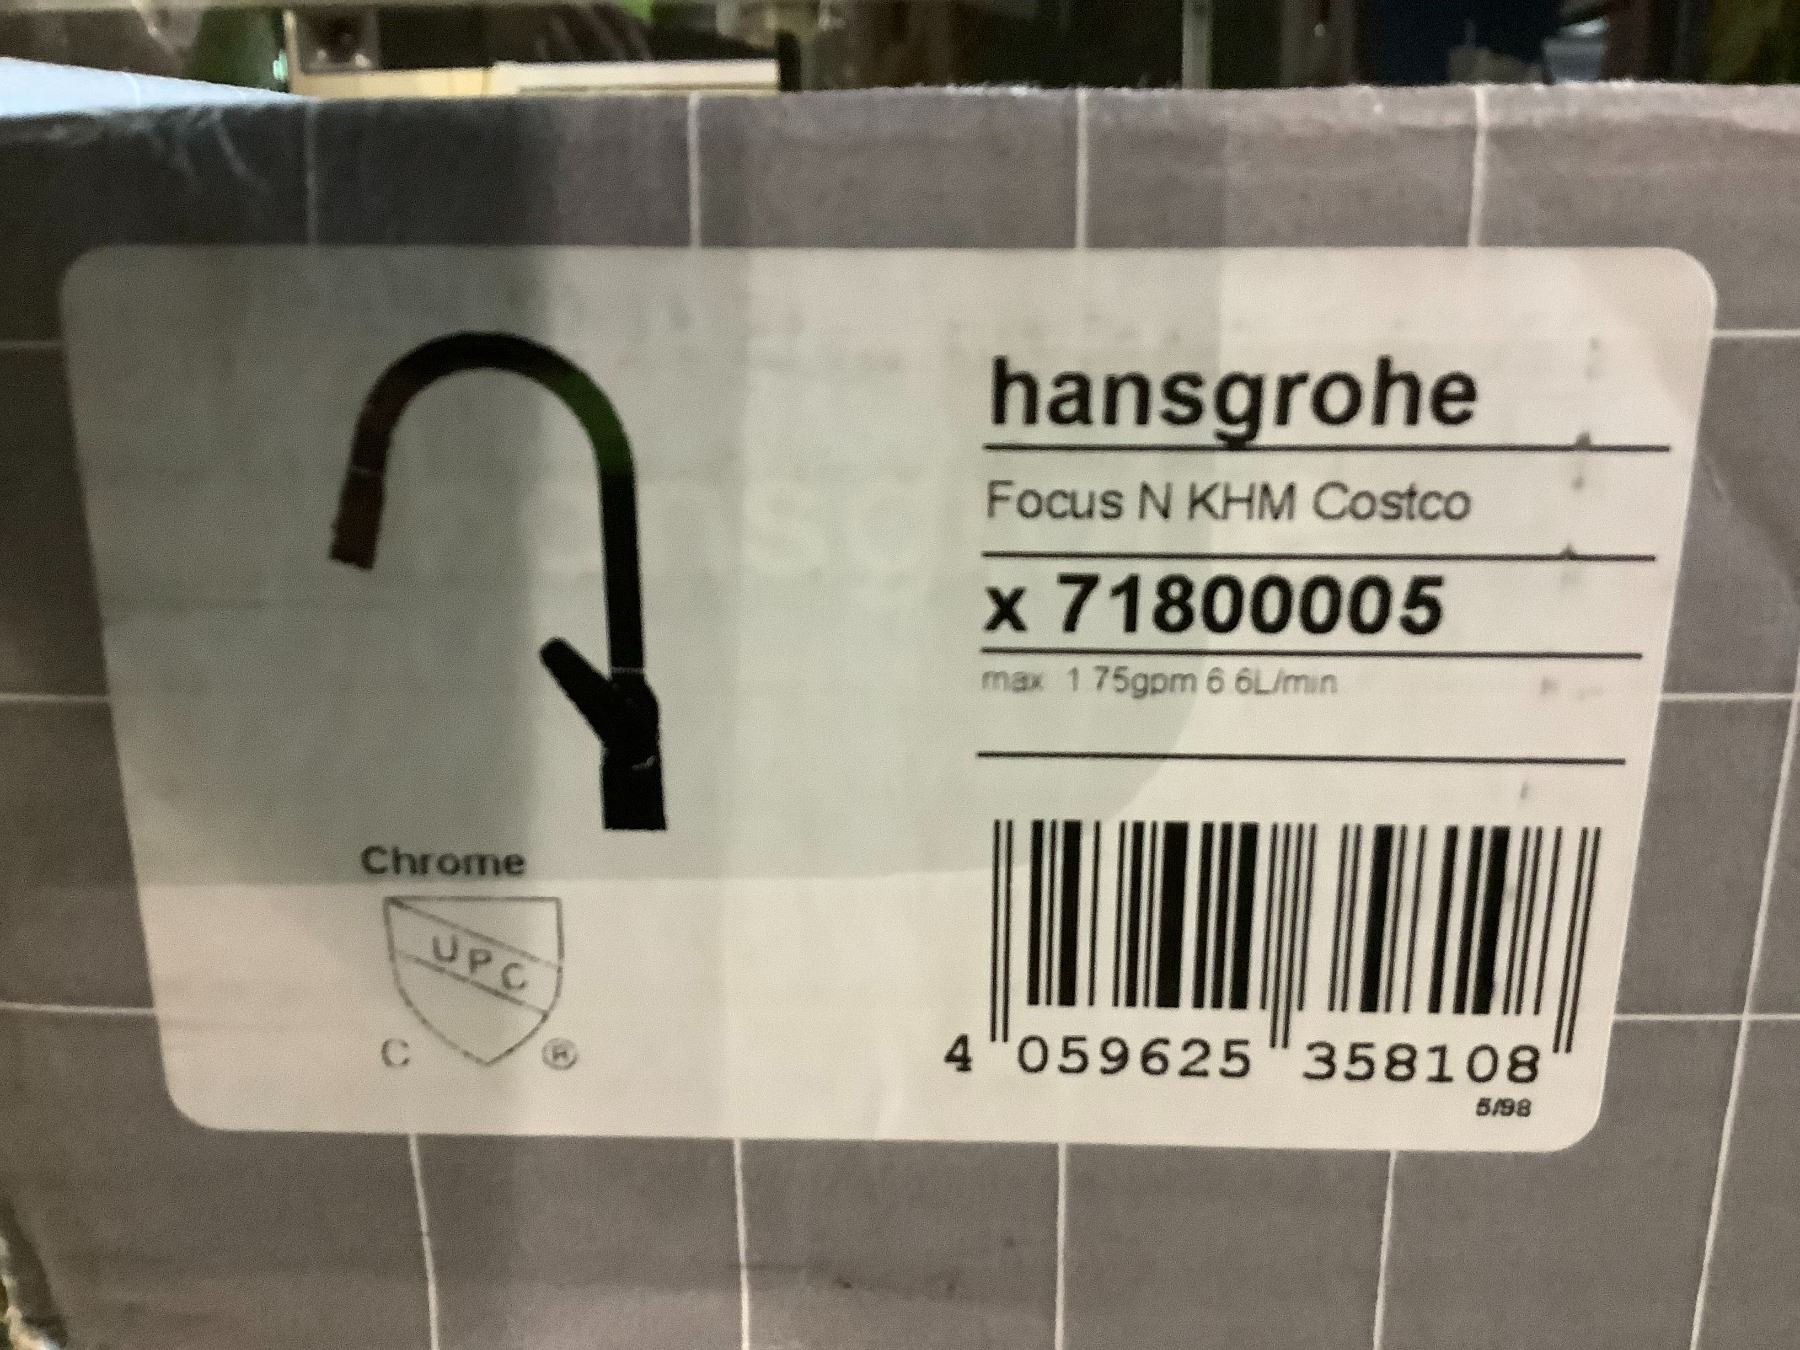 hansgrohe
Focus N KHM Costco
x 71800005
max 1 75gpm 6 6L/min
Chrome
UPC
C ®
4 059625 358108
5/98